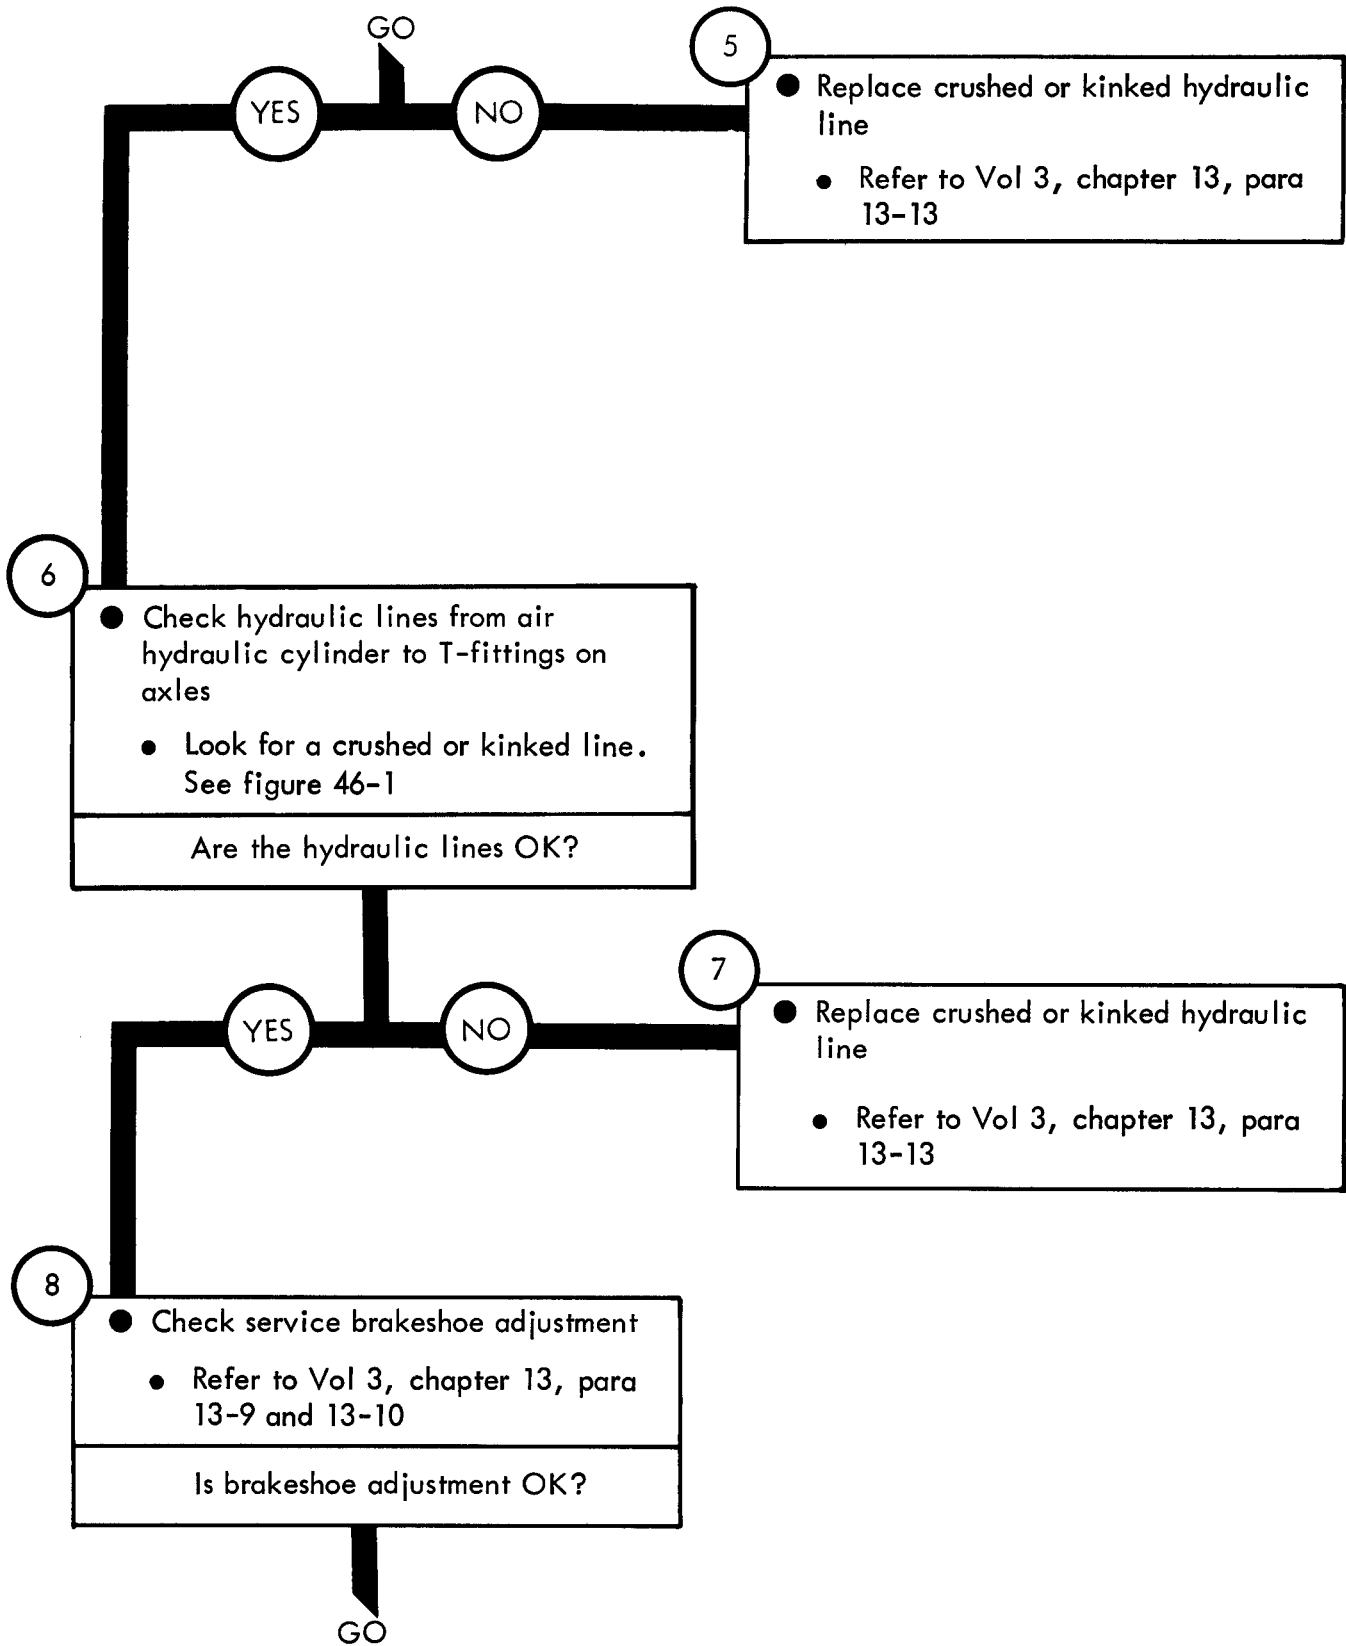 GO
YES
NO
5
● Replace crushed or kinked hydraulic
line
● Refer to Vol 3, chapter 13, para
13-13
6
● Check hydraulic lines from air
hydraulic cylinder to T-fittings on
axles
● Look for a crushed or kinked line.
See figure 46-1
Are the hydraulic lines OK?
YES
NO
7
● Replace crushed or kinked hydraulic
line
● Refer to Vol 3, chapter 13, para
13-13
8
● Check service brakeshoe adjustment
● Refer to Vol 3, chapter 13, para
13-9 and 13-10
Is brakeshoe adjustment OK?
GO